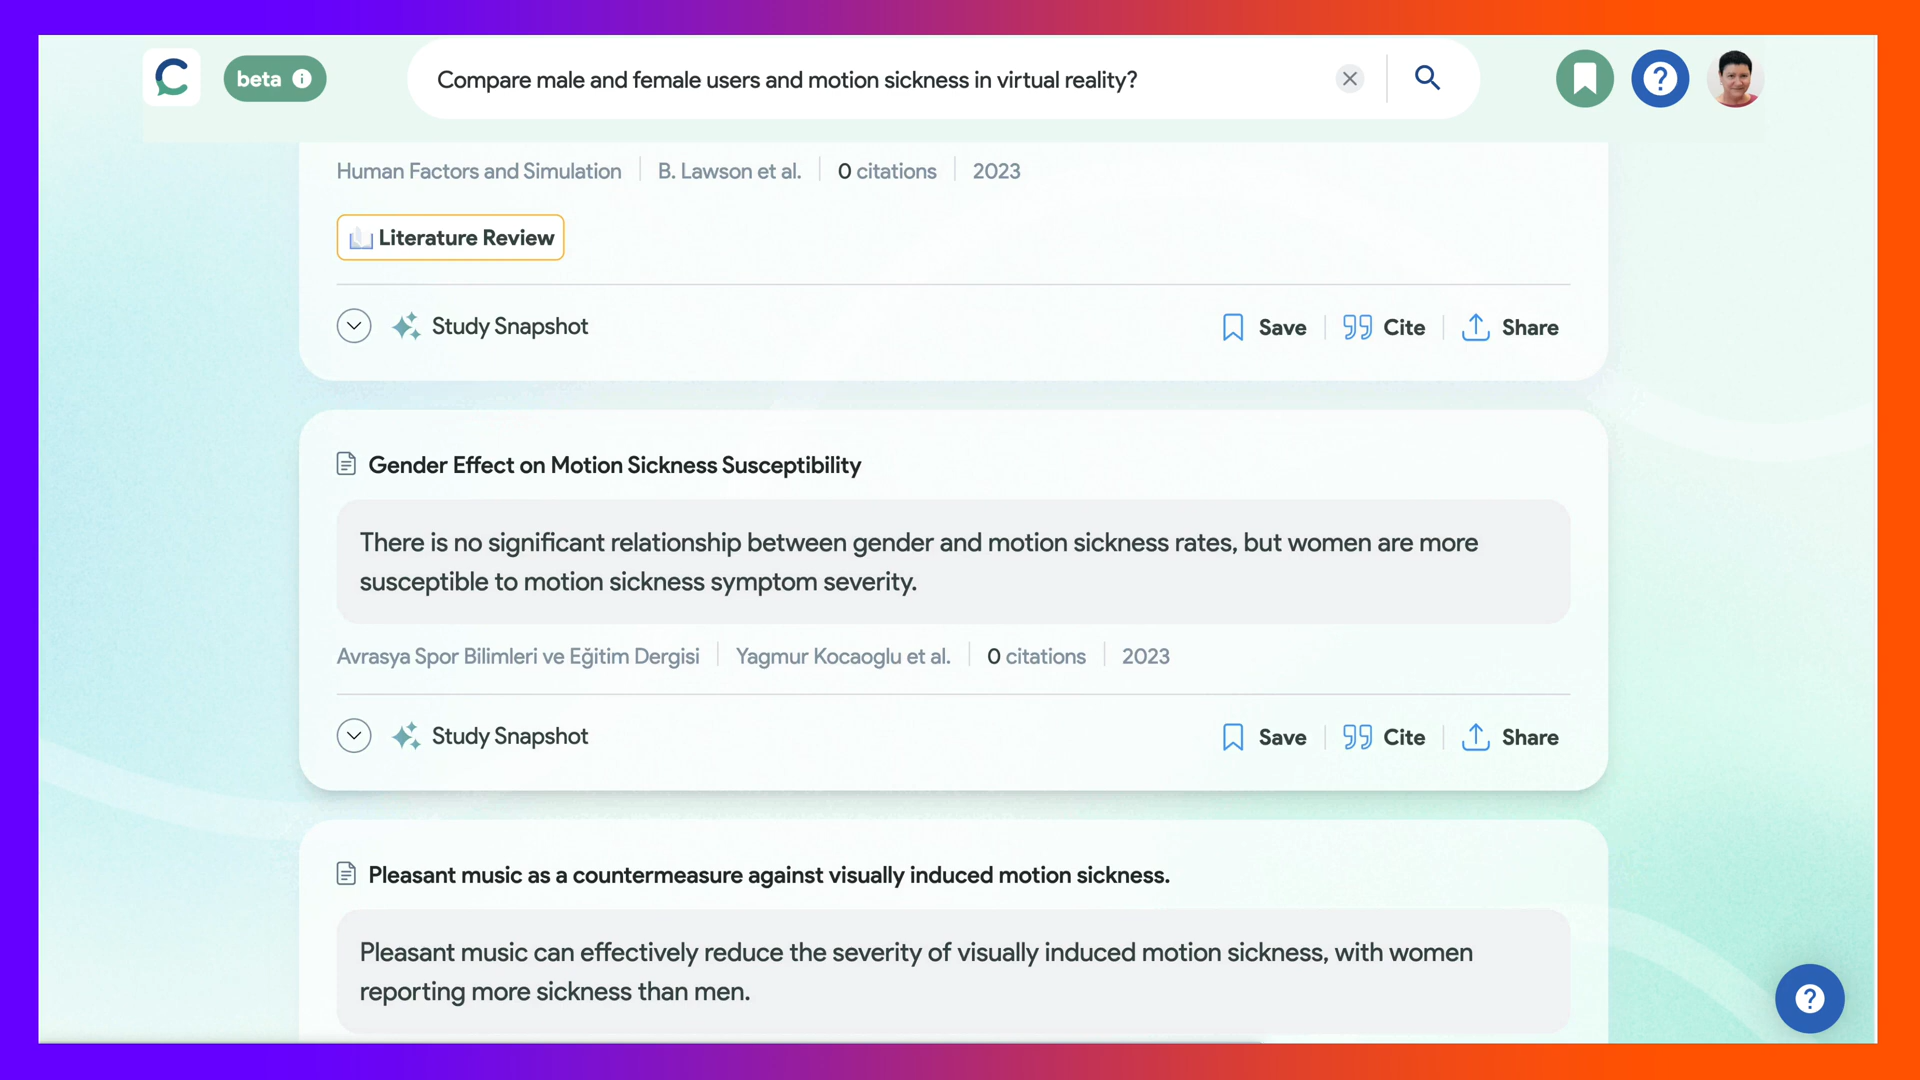 beta
Compare male and female users and motion sickness in virtual reality?
Human Factors and Simulation B. Lawson et al. 0 citations 2023
Literature Review
Study Snapshot Save Cite Share
Gender Effect on Motion Sickness Susceptibility
There is no significant relationship between gender and motion sickness rates, but women are more
susceptible to motion sickness symptom severity.
Avrasya Spor Bilimleri ve Eğitim Dergisi Yagmur Kocaoglu et al. 0 citations 2023
Study Snapshot Save Cite Share
Pleasant music as a countermeasure against visually induced motion sickness.
Pleasant music can effectively reduce the severity of visually induced motion sickness, with women
reporting more sickness than men.